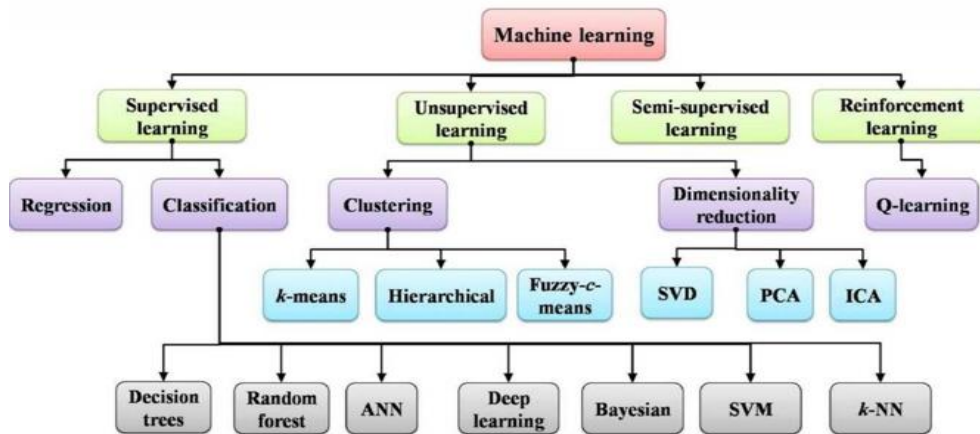 Machine learning
Supervised
learning
Unsupervised
learning
Semi-supervised
learning
Reinforcement
learning
Regression
Classification
Clustering
Dimensionality
reduction
Q-learning
k-means
Hierarchical
Fuzzy-c-
means
SVD
PCA
ICA
Decision
trees
Random
forest
ANN
Deep
learning
Bayesian
SVM
k-NN